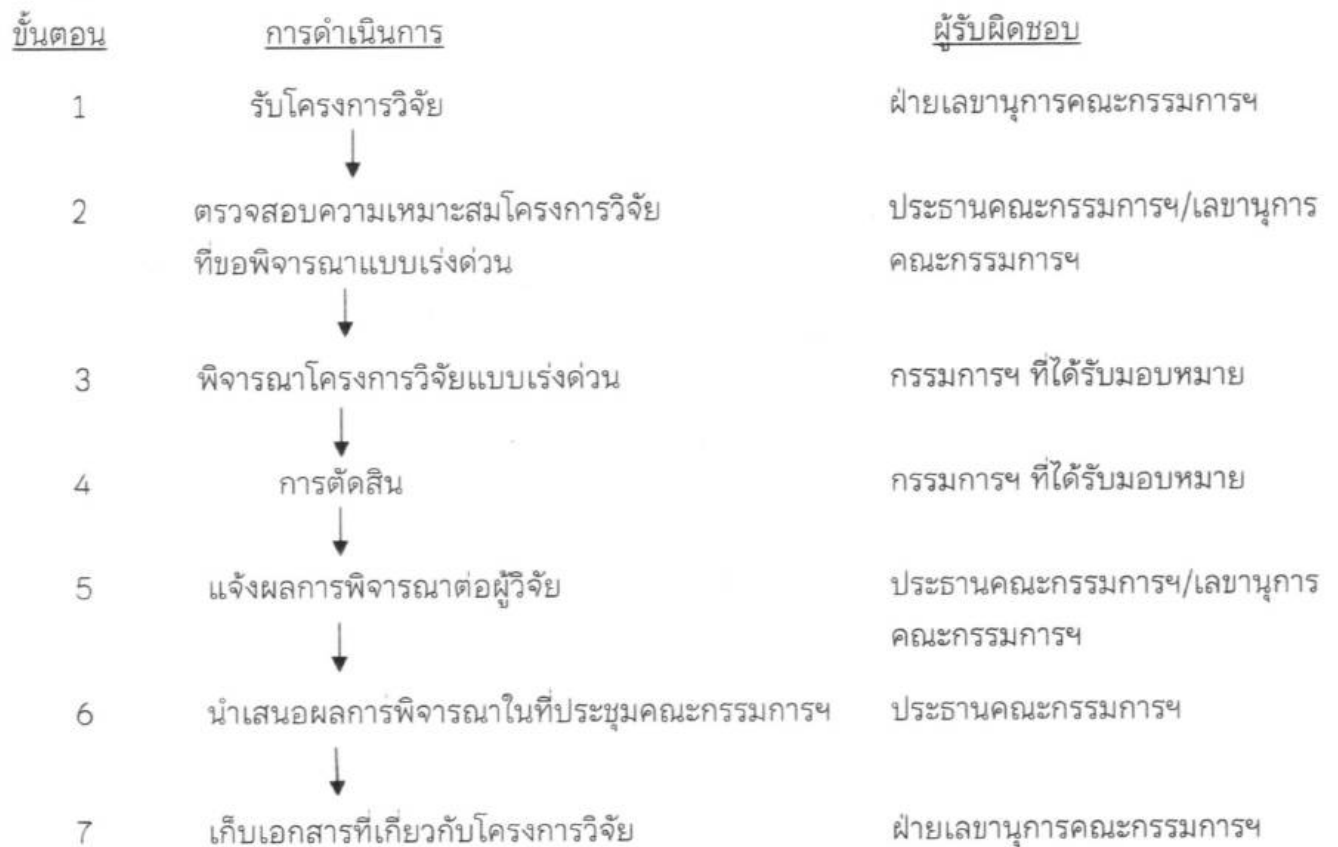 ขั้นตอน การดำเนินการ ผู้รับผิดชอบ
1 รับโครงการวิจัย ฝ่ายเลขานุการคณะกรรมการฯ
2 ตรวจสอบความเหมาะสมโครงการวิจัย ประธานคณะกรรมการฯ/เลขานุการ
ที่ขอพิจารณาแบบเร่งด่วน คณะกรรมการฯ
3 พิจารณาโครงการวิจัยแบบเร่งด่วน กรรมการฯ ที่ได้รับมอบหมาย
4 การตัดสิน กรรมการฯ ที่ได้รับมอบหมาย
5 แจ้งผลการพิจารณาต่อผู้วิจัย ประธานคณะกรรมการฯ/เลขานุการ
คณะกรรมการฯ
6 นำเสนอผลการพิจารณาในที่ประชุมคณะกรรมการฯ ประธานคณะกรรมการฯ
7 เก็บเอกสารที่เกี่ยวกับโครงการวิจัย ฝ่ายเลขานุการคณะกรรมการฯ